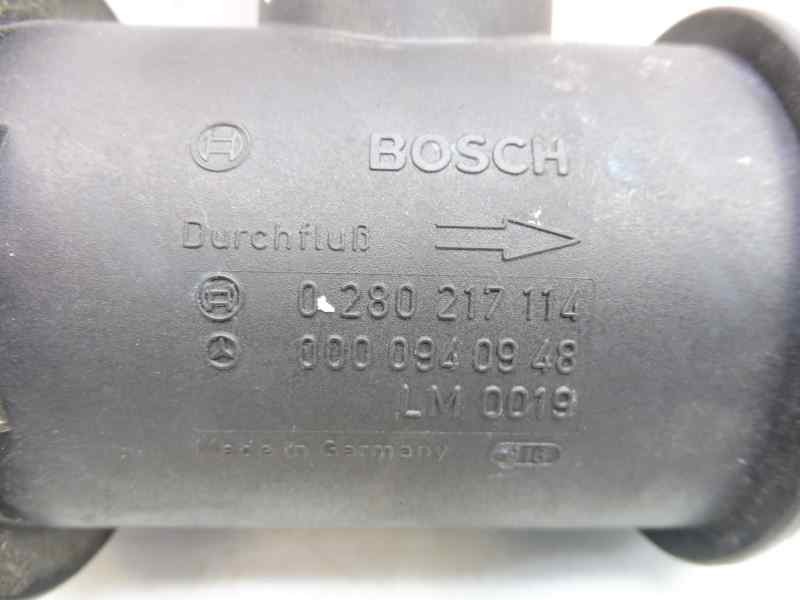 BOSCH
Durchfluß
0 280 217 114
000 094 09 48
LM 0019
Made in Germany